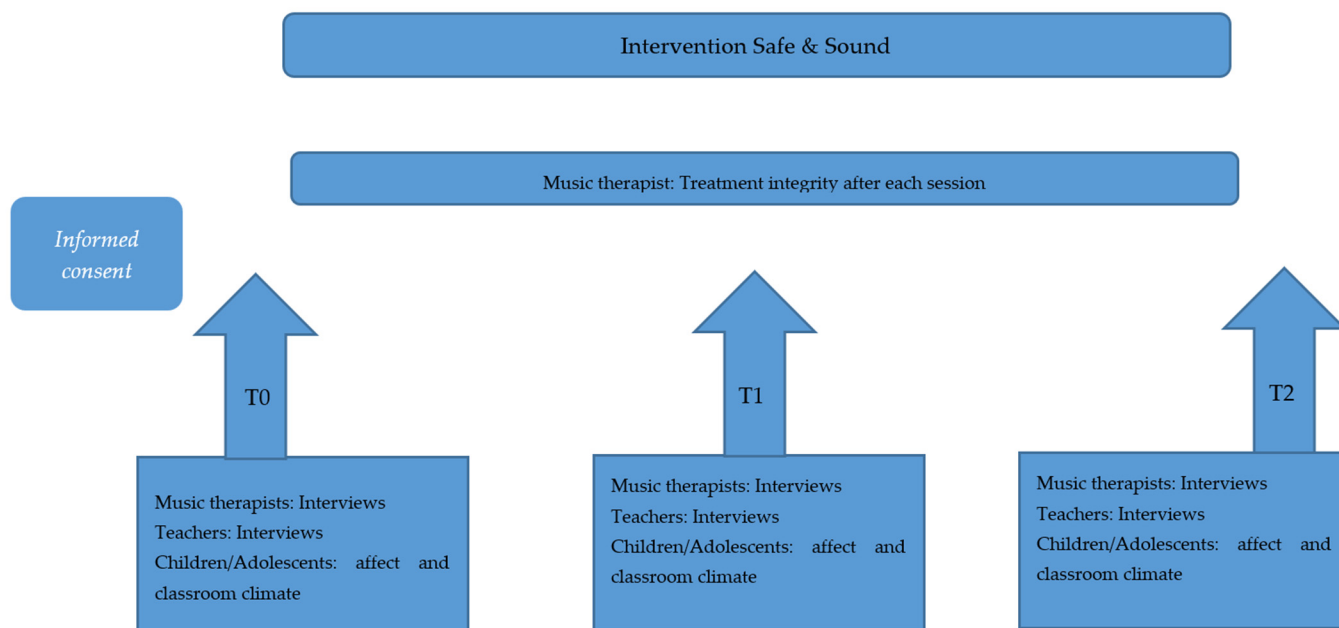 Intervention Safe & Sound
Music therapist: Treatment integrity after each session
Informed
consent
T0
T1
T2
Music therapists: Interviews
Teachers: Interviews
Children/Adolescents: affect and
classroom climate
Music therapists: Interviews
Teachers: Interviews
Children/Adolescents: affect and
classroom climate
Music therapists: Interviews
Teachers: Interviews
Children/Adolescents: affect and
classroom climate